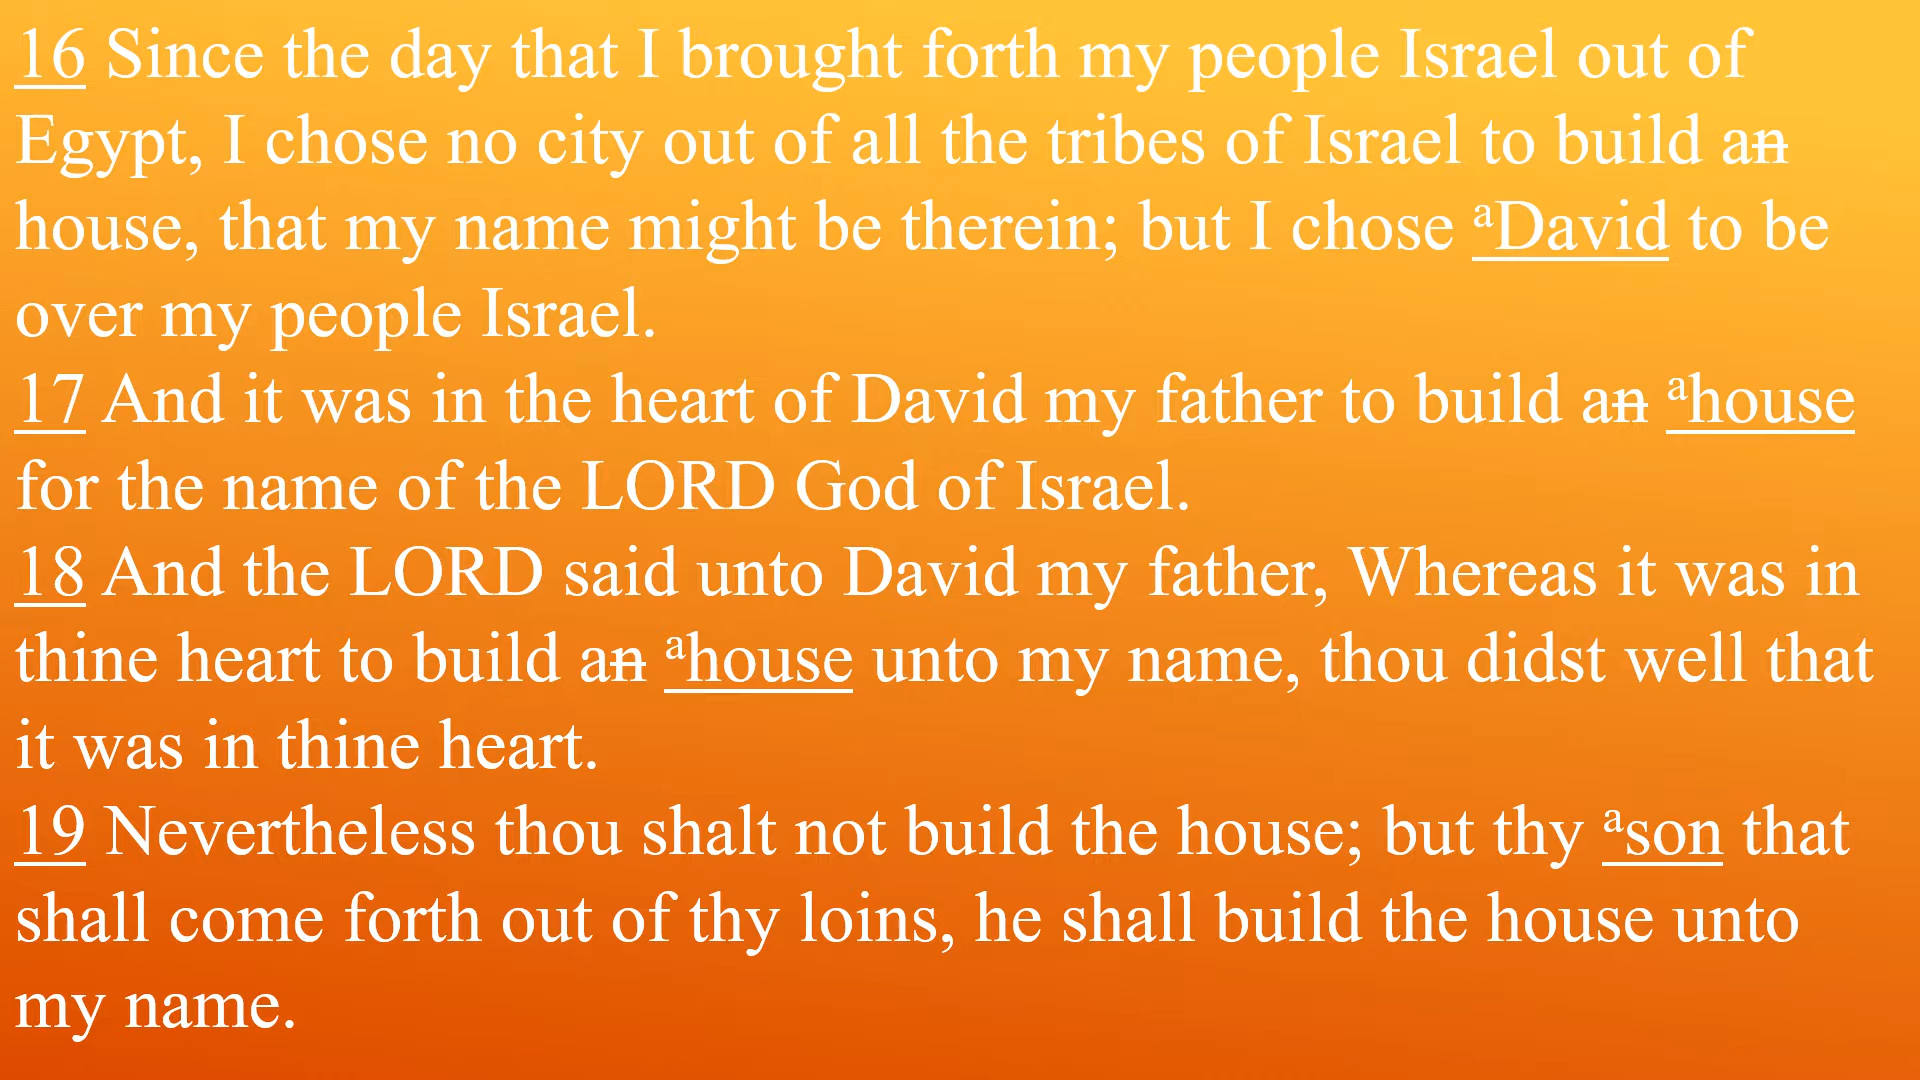 16 Since the day that I brought forth my people Israel out of
Egypt, I chose no city out of all the tribes of Israel to build an
house, that my name might be therein; but I chose aDavid to be
over my people Israel.
17 And it was in the heart of David my father to build an ahouse
for the name of the LORD God of Israel.
18 And the LORD said unto David my father, Whereas it was in
thine heart to build an ahouse unto my name, thou didst well that
it was in thine heart.
19 Nevertheless thou shalt not build the house; but thy ason that
shall come forth out of thy loins, he shall build the house unto
my name.